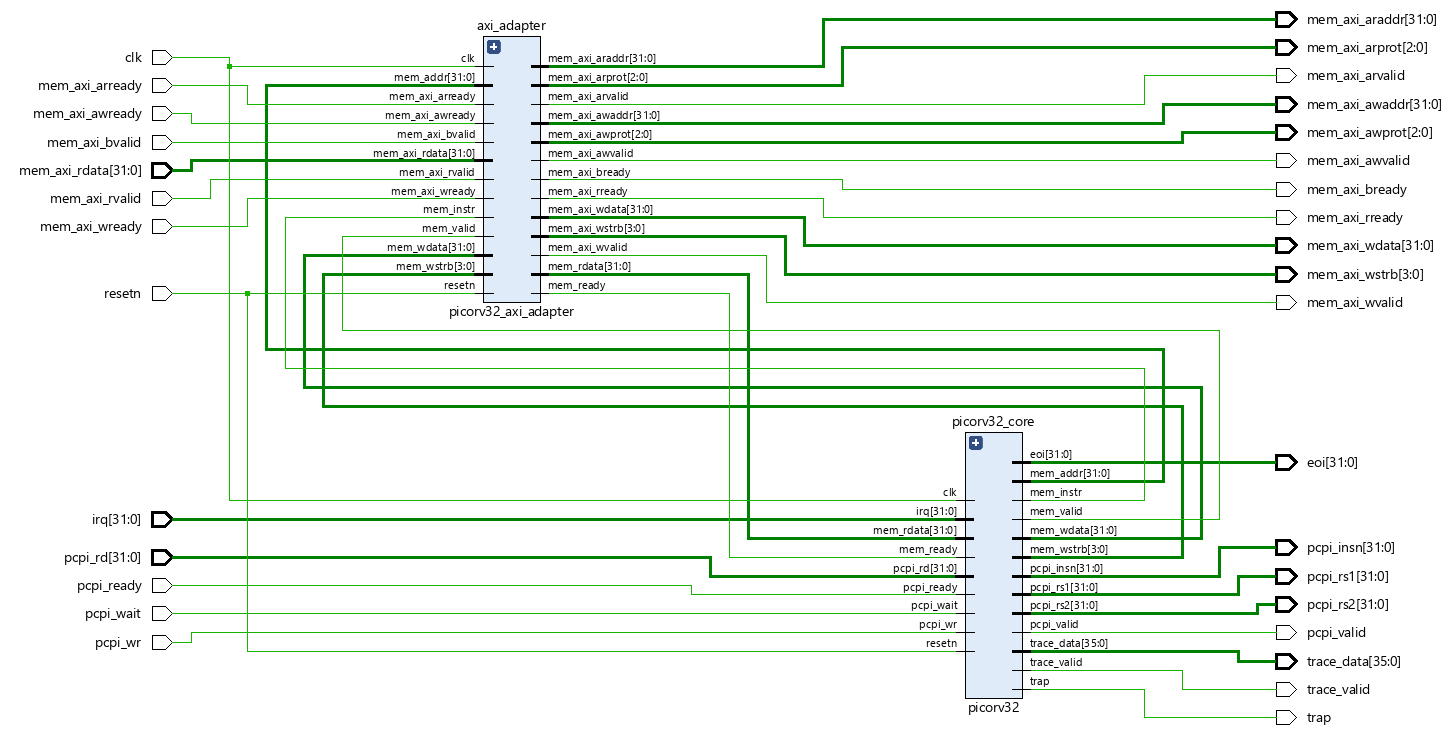 axi_adapter
clk
mem_axi_arready
mem_axi_awready
mem_axi_bvalid
mem_axi_rdata[31:0]
mem_axi_rvalid
mem_axi_wready
resetn
clk
mem_addr[31:0]
mem_axi_arready
mem_axi_awready
mem_axi_bvalid
mem_axi_rdata[31:0]
mem_axi_rvalid
mem_axi_wready
mem_instr
mem_valid
mem_wdata[31:0]
mem_wstrb[3:0]
resetn
mem_axi_araddr[31:0]
mem_axi_arprot[2:0]
mem_axi_arvalid
mem_axi_awaddr[31:0]
mem_axi_awprot[2:0]
mem_axi_awvalid
mem_axi_bready
mem_axi_rready
mem_axi_wdata[31:0]
mem_axi_wstrb[3:0]
mem_axi_wvalid
mem_rdata[31:0]
mem_ready
picorv32_axi_adapter
mem_axi_araddr[31:0]
mem_axi_arprot[2:0]
mem_axi_arvalid
mem_axi_awaddr[31:0]
mem_axi_awprot[2:0]
mem_axi_awvalid
mem_axi_bready
mem_axi_rready
mem_axi_wdata[31:0]
mem_axi_wstrb[3:0]
mem_axi_wvalid
picorv32_core
irq[31:0]
pcpi_rd[31:0]
pcpi_ready
pcpi_wait
pcpi_wr
clk
irq[31:0]
mem_rdata[31:0]
mem_ready
pcpi_rd[31:0]
pcpi_ready
pcpi_wait
pcpi_wr
resetn
eoi[31:0]
mem_addr[31:0]
mem_instr
mem_valid
mem_wdata[31:0]
mem_wstrb[3:0]
pcpi_insn[31:0]
pcpi_rs1[31:0]
pcpi_rs2[31:0]
pcpi_valid
trace_data[35:0]
trace_valid
trap
picorv32
eoi[31:0]
pcpi_insn[31:0]
pcpi_rs1[31:0]
pcpi_rs2[31:0]
pcpi_valid
trace_data[35:0]
trace_valid
trap